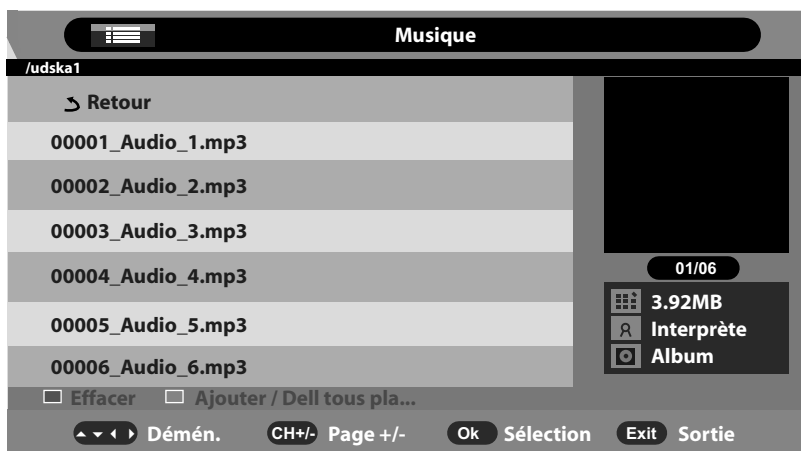 Musique
/udska1
Retour
00001_Audio_1.mp3
00002_Audio_2.mp3
00003_Audio_3.mp3
00004_Audio_4.mp3
00005_Audio_5.mp3
00006_Audio_6.mp3
01/06
3.92MB
Interprète
Album
Effacer Ajouter / Dell tous pla...
Démén. CH+/- Page +/- Ok Sélection Exit Sortie